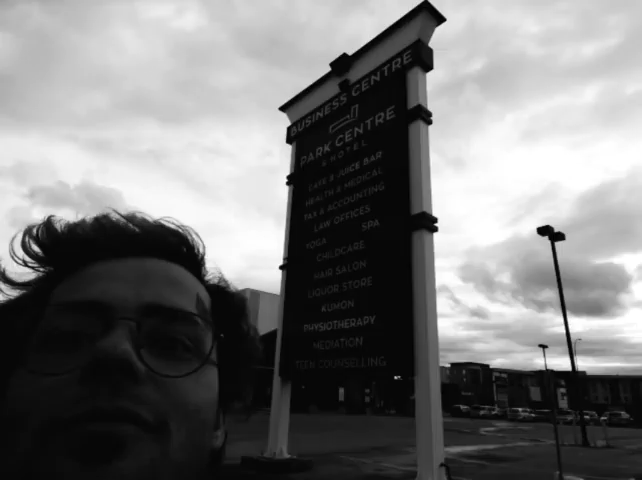 BUSINESS CENTRE
PARK CENTRE
& HOTEL
CAFE & JUICE BAR
HEALTH & MEDICAL
TAX & ACCOUNTING
LAW OFFICES
YOGA SPA
CHILDCARE
HAIR SALON
LIQUOR STORE
KUMON
PHYSIOTHERAPY
MEDIATION
TEEN COUNSELLING